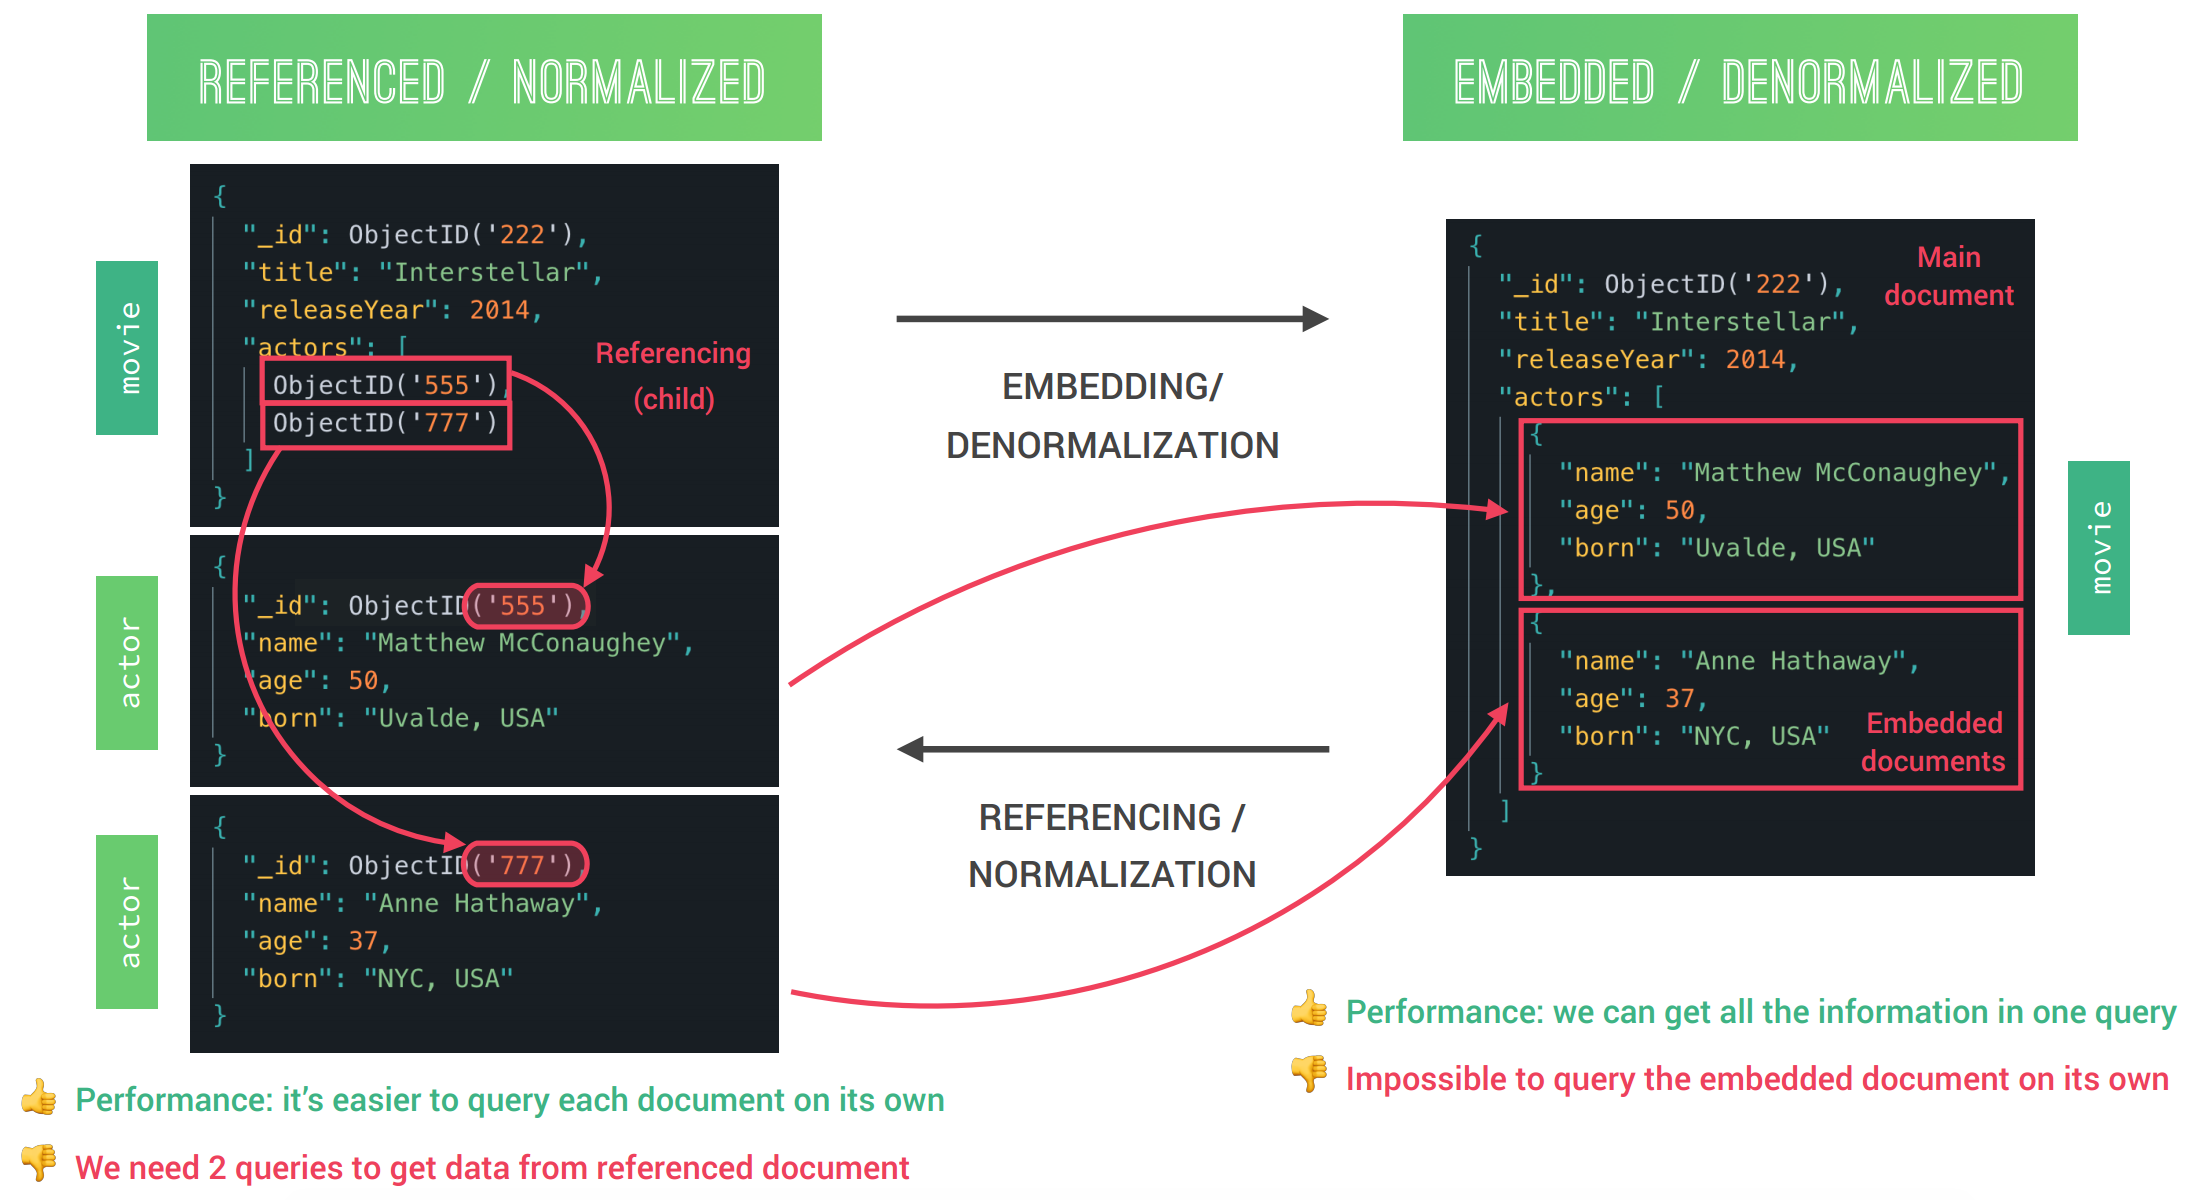 REFERENCED / NORMALIZED
movie
{
"_id": ObjectID('222'),
"title": "Interstellar",
"releaseYear": 2014,
"actors": [
ObjectID('555'),
ObjectID('777')
]
}
Referencing
(child)
actor
{
"_id": ObjectID('555'),
"name": "Matthew McConaughey",
"age": 50,
"born": "Uvalde, USA"
}
actor
{
"_id": ObjectID('777'),
"name": "Anne Hathaway",
"age": 37,
"born": "NYC, USA"
}
Performance: it’s easier to query each document on its own
We need 2 queries to get data from referenced document
EMBEDDING/
DENORMALIZATION
REFERENCING /
NORMALIZATION
EMBEDDED / DENORMALIZED
{
"_id": ObjectID('222'),
"title": "Interstellar",
"releaseYear": 2014,
"actors": [
{
"name": "Matthew McConaughey",
"age": 50,
"born": "Uvalde, USA"
},
{
"name": "Anne Hathaway",
"age": 37,
"born": "NYC, USA"
}
]
}
Main
document
Embedded
documents
movie
Performance: we can get all the information in one query
Impossible to query the embedded document on its own